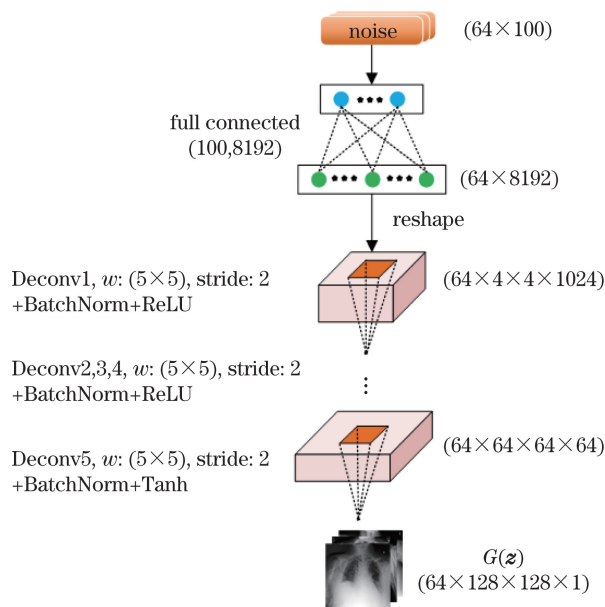 noise
(64×100)
full connected
(100,8192)
(64×8192)
reshape
Deconv1, w: (5×5), stride: 2
+BatchNorm+ReLU
(64×4×4×1024)
Deconv2,3,4, w: (5×5), stride: 2
+BatchNorm+ReLU
Deconv5, w: (5×5), stride: 2
+BatchNorm+Tanh
(64×64×64×64)
G(z)
(64×128×128×1)